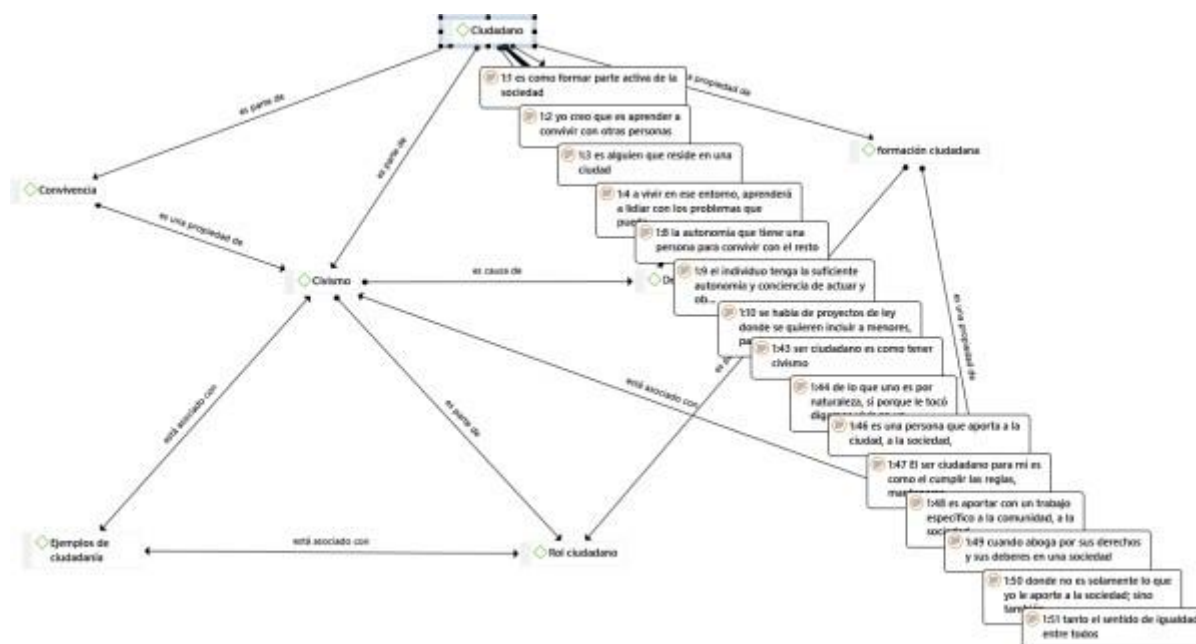 Ciudadano
1:1 es como formar parte activa de la
sociedad
a propiedad de
es parte de
1:2 yo creo que es aprender a
convivir con otras personas
es parte de
1:3 es alguien que reside en una
ciudad
formación ciudadana
Convivencia
1:4 a vivir en ese entorno, aprenderá
a lidiar con los problemas que
es una propiedad de
1:8 la autonomía que tiene una
persona para convivir con el resto
Civismo
es causa de
De
1:9 el individuo tenga la suficiente
autonomía y conciencia de actuar y
ob...
1:10 se habla de proyectos de ley
donde se quieren incluir a menores,
pa
es una propiedad de
1:43 ser ciudadano es como tener
civismo
es pa
está asociado con
1:44 de lo que uno es por
naturaleza, si porque le tocó
está asociado con
es parte de
1:46 es una persona que aporta a la
ciudad, a la sociedad,
1:47 El ser ciudadano para mi es
como el cumplir las reglas,
1:48 es aportar con un trabajo
específico a la comunidad, a la
1:49 cuando aboga por sus derechos
y sus deberes en una sociedad
Ejemplos de
ciudadanía
está asociado con
Rol ciudadano
1:50 donde no es solamente lo que
yo le aporte a la sociedad; sino
1:51 tanto el sentido de igualdad
entre todos